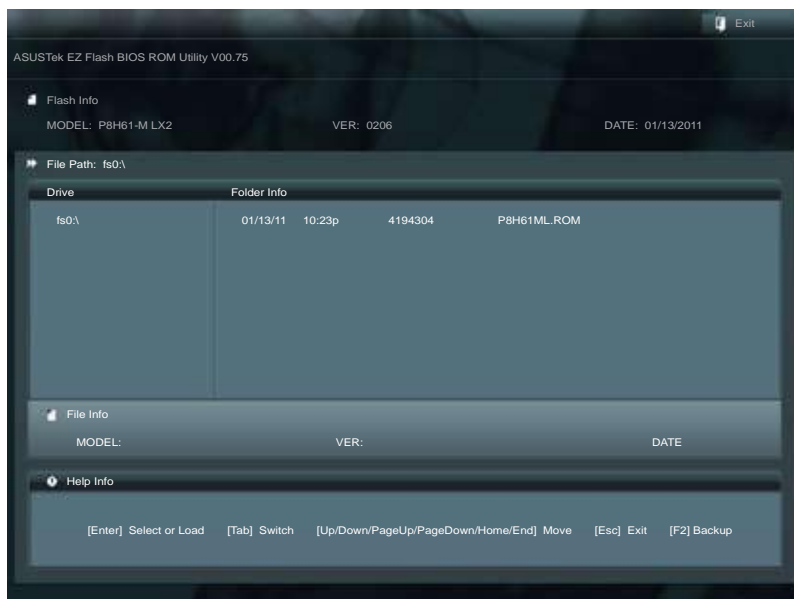 Exit
ASUSTek EZ Flash BIOS ROM Utility V00.75
Flash Info
MODEL: P8H61-M LX2 VER: 0206 DATE: 01/13/2011
File Path: fs0:\
Drive Folder Info
fs0:\ 01/13/11 10:23p 4194304 P8H61ML.ROM
File Info
MODEL: VER: DATE
Help Info
[Enter] Select or Load [Tab] Switch [Up/Down/PageUp/PageDown/Home/End] Move [Esc] Exit [F2] Backup